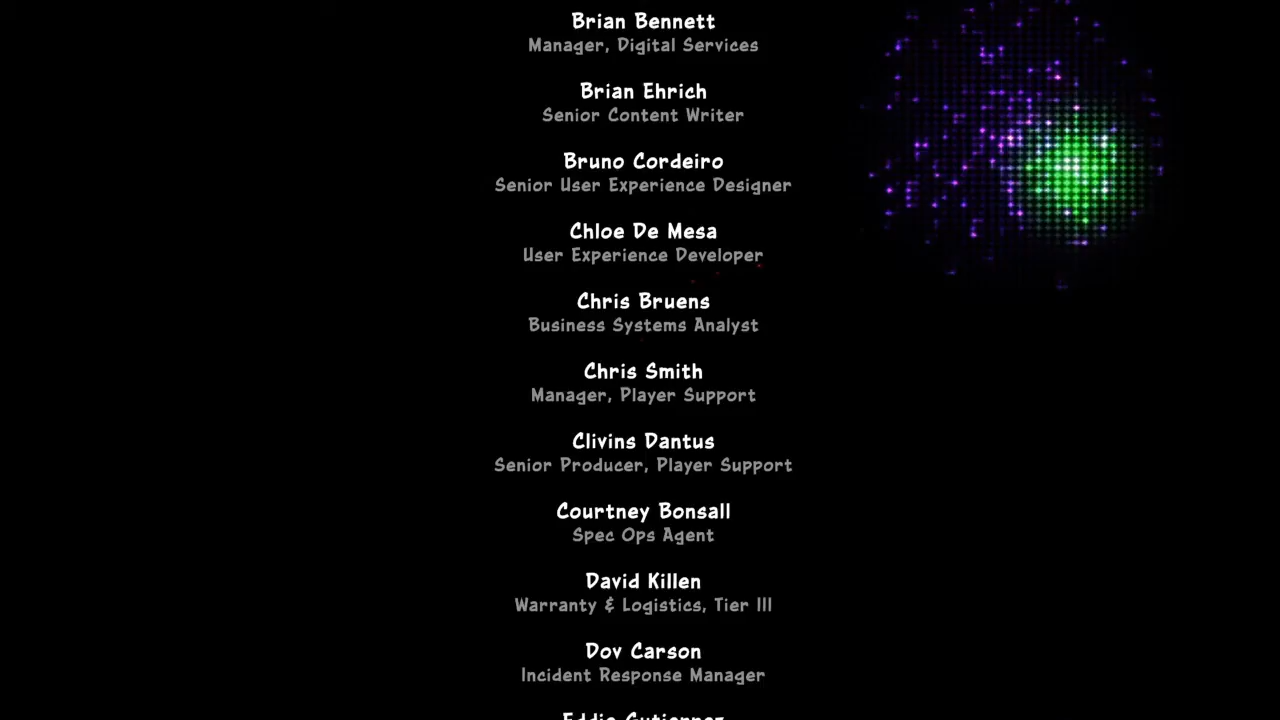 Brian Bennett
Manager, Digital Services
Brian Ehrich
Senior Content Writer
Bruno Cordeiro
Senior User Experience Designer
Chloe De Mesa
User Experience Developer
Chris Bruens
Business Systems Analyst
Chris Smith
Manager, Player Support
Clivins Dantus
Senior Producer, Player Support
Courtney Bonsall
Spec Ops Agent
David Killen
Warranty & Logistics, Tier III
Dov Carson
Incident Response Manager
Eddie Gutierrez